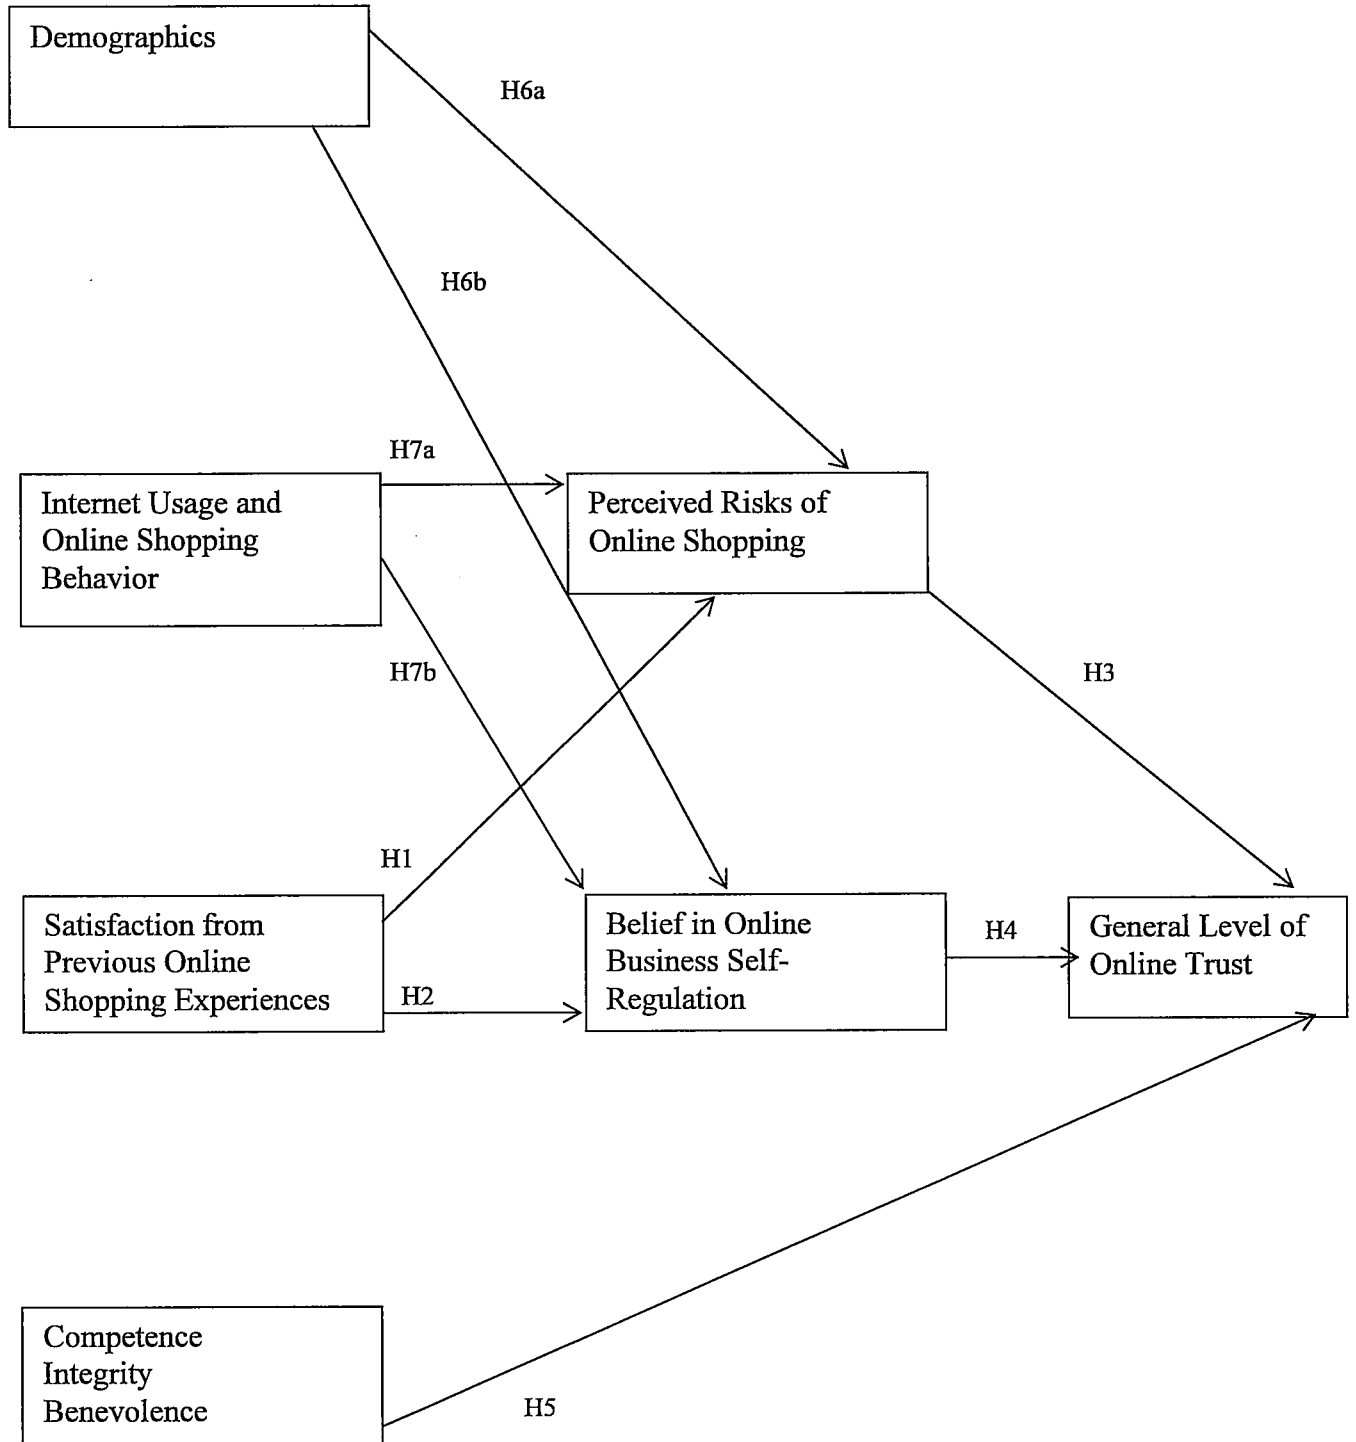 Demographics
H6a
H6b
H7a
Internet Usage and
Online Shopping
Behavior
Perceived Risks of
Online Shopping
H7b
H3
H1
Satisfaction from
Previous Online
Shopping Experiences
H2
Belief in Online
Business Self-
Regulation
H4
General Level of
Online Trust
Competence
Integrity
Benevolence
H5